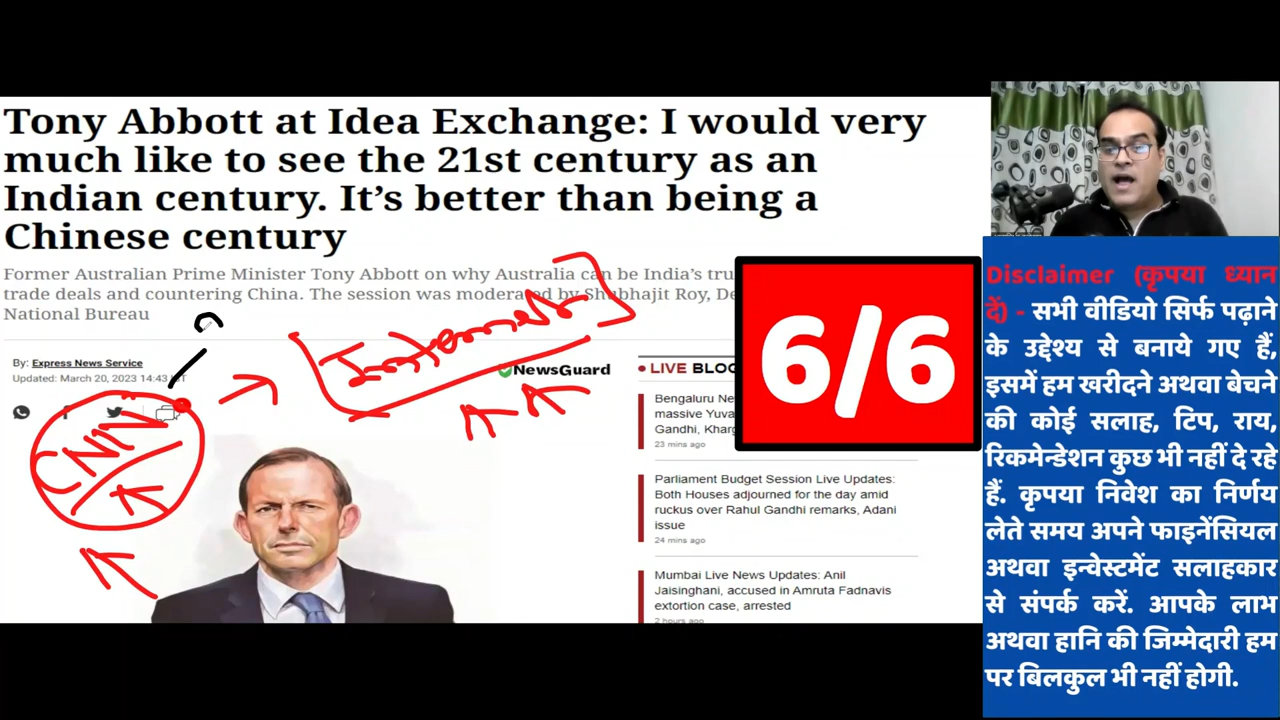 Tony Abbott at Idea Exchange: I would very
much like to see the 21st century as an
Indian century. It's better than being a
Chinese century
Former Australian Prime Minister Tony Abbott on why Australia can be India's tru
trade deals and countering China. The session was moderated by Shubhajit Roy, De
National Bureau
By: Express News Service
Updated: March 20, 2023 14:43 IST
CNN
Internet
NewsGuard
LIVE BLOG
6/6
Bengaluru Ne
massive Yuva
Gandhi, Kharg
23 mins ago
Parliament Budget Session Live Updates:
Both Houses adjourned for the day amid
ruckus over Rahul Gandhi remarks, Adani
issue
24 mins ago
Mumbai Live News Updates: Anil
Jaisinghani, accused in Amruta Fadnavis
extortion case, arrested
2 hours ago
Disclaimer (कृपया ध्यान
दें) - सभी वीडियो सिर्फ पढ़ाने
के उद्देश्य से बनाये गए हैं,
इसमें हम खरीदने अथवा बेचने
की कोई सलाह, टिप, राय,
रिकमेन्डेशन कुछ भी नहीं दे रहे
हैं. कृपया निवेश का निर्णय
लेते समय अपने फाइनेंसियल
अथवा इन्वेस्टमेंट सलाहकार
से संपर्क करें. आपके लाभ
अथवा हानि की जिम्मेदारी हम
पर बिलकुल भी नहीं होगी.